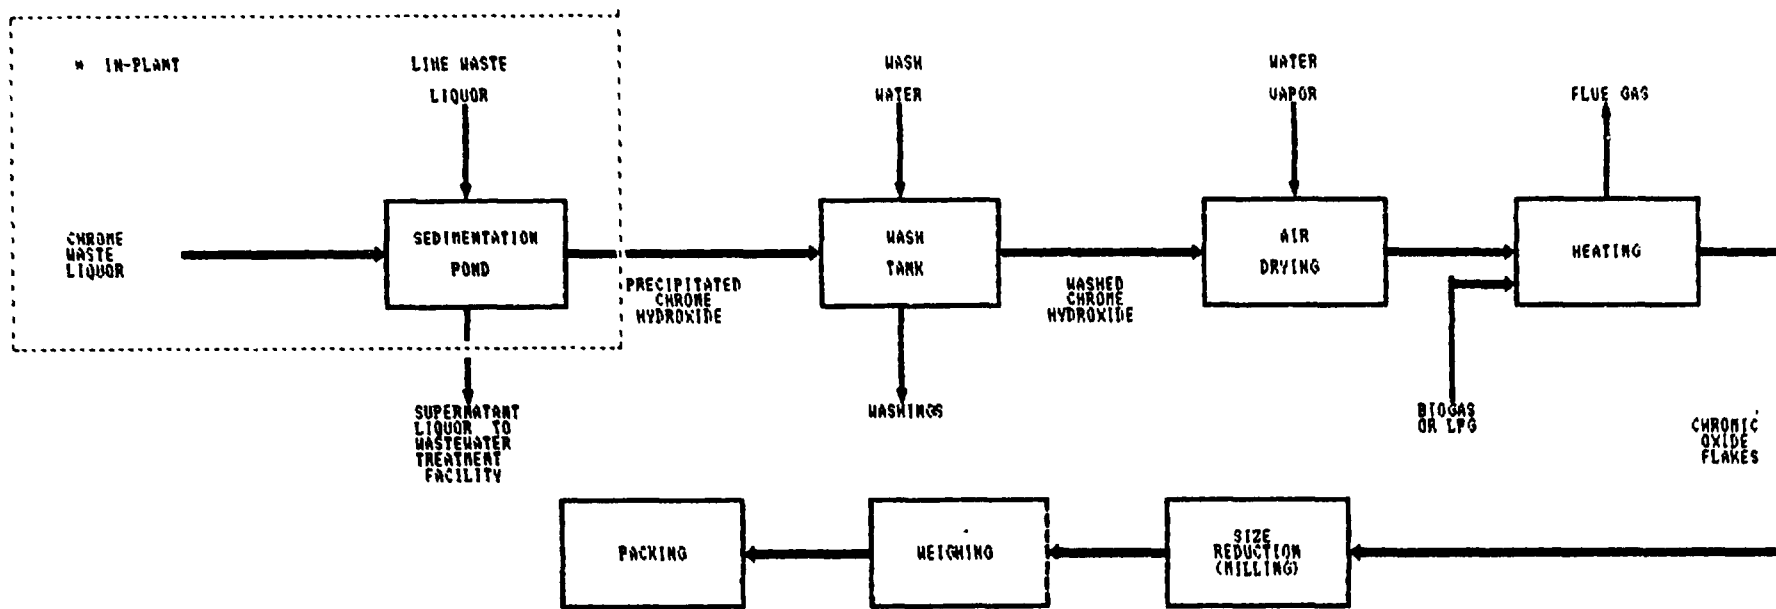 * IN-PLANT
LIME WASTE
LIQUOR
WASH
WATER
WATER
VAPOR
FLUE GAS
CHROME
WASTE
LIQUOR
SEDIMENTATION
POND
PRECIPITATED
CHROME
HYDROXIDE
WASH
TANK
WASHED
CHROME
HYDROXIDE
AIR
DRYING
HEATING
SUPERNATANT
LIQUOR TO
WASTEWATER
TREATMENT
FACILITY
WASHINGS
BIOGAS
OR LPG
CHROMIC
OXIDE
FLAKES
PACKING
WEIGHING
SIZE
REDUCTION
(MILLING)